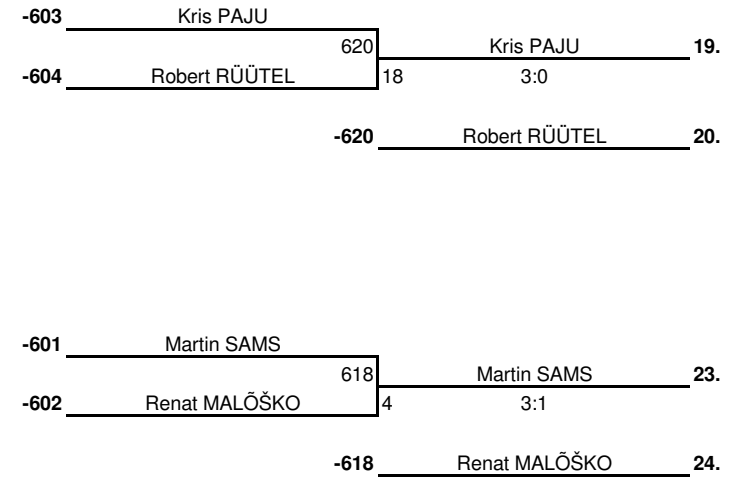 -603 Kris PAJU
620 Kris PAJU 19.
-604 Robert RÜÜTEL 18 3:0
-620 Robert RÜÜTEL 20.
-601 Martin SAMS
618 Martin SAMS 23.
-602 Renat MALÕŠKO 4 3:1
-618 Renat MALÕŠKO 24.